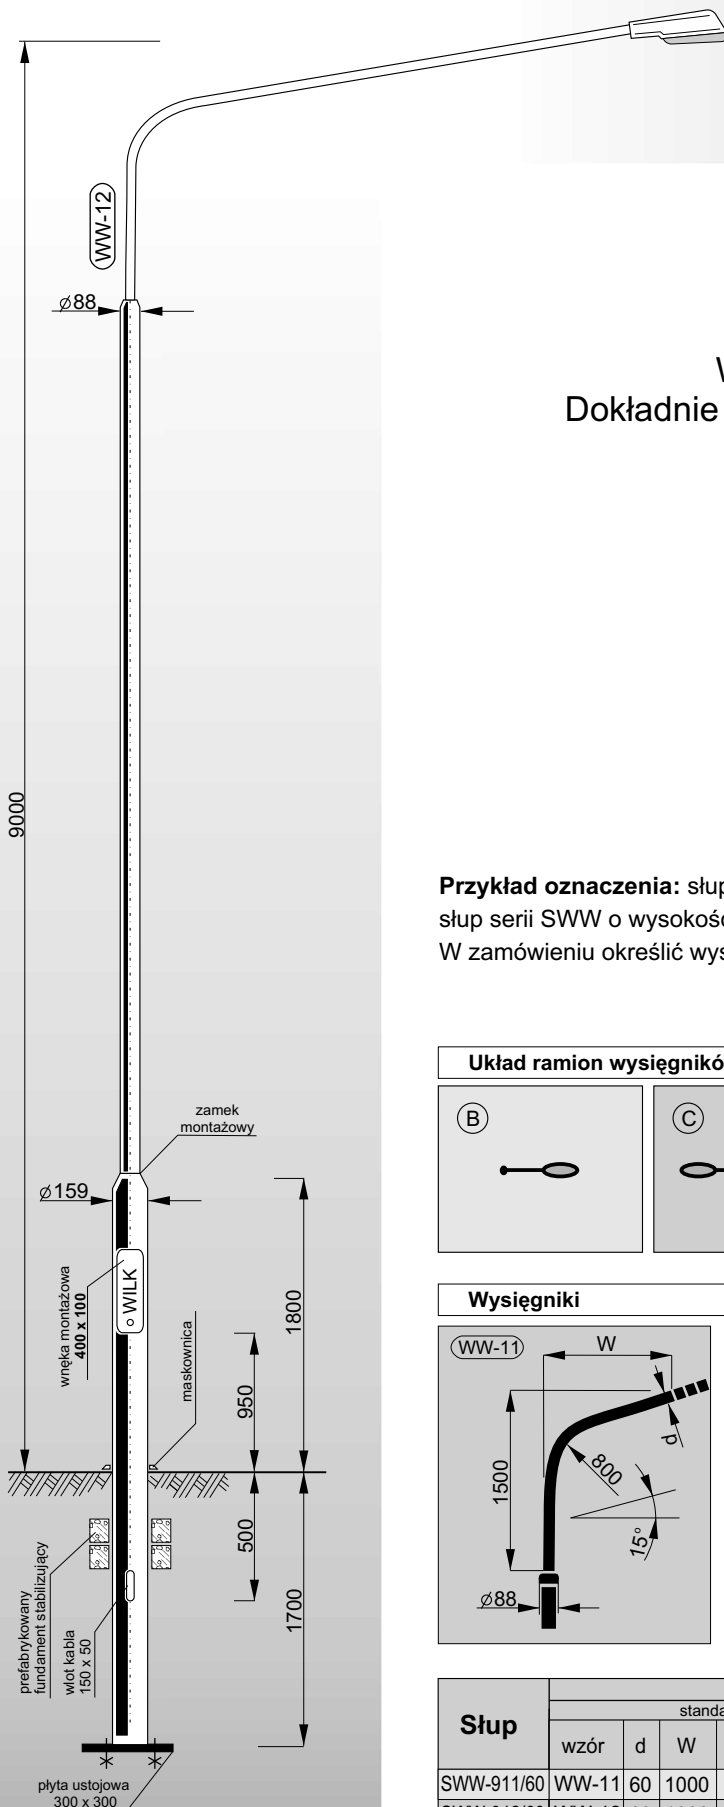 WW-12
⌀88
9000
zamek
montażowy
⌀159
WILK
wnęka montażowa
400 x 100
maskownica
1800
950
500
1700
prefabrykowany
fundament stabilizujący
wlot kabla
150 x 50
płyta ustojowa
300 x 300
Dokładnie
Przykład oznaczenia: słup
słup serii SWW o wysokoś
W zamówieniu określić wys
Układ ramion wysięgnikó
B
C
Wysięgniki
WW-11
W
1500
800
d
15°
⌀88
Słup
standa
wzór d W
SWW-911/60 WW-11 60 1000